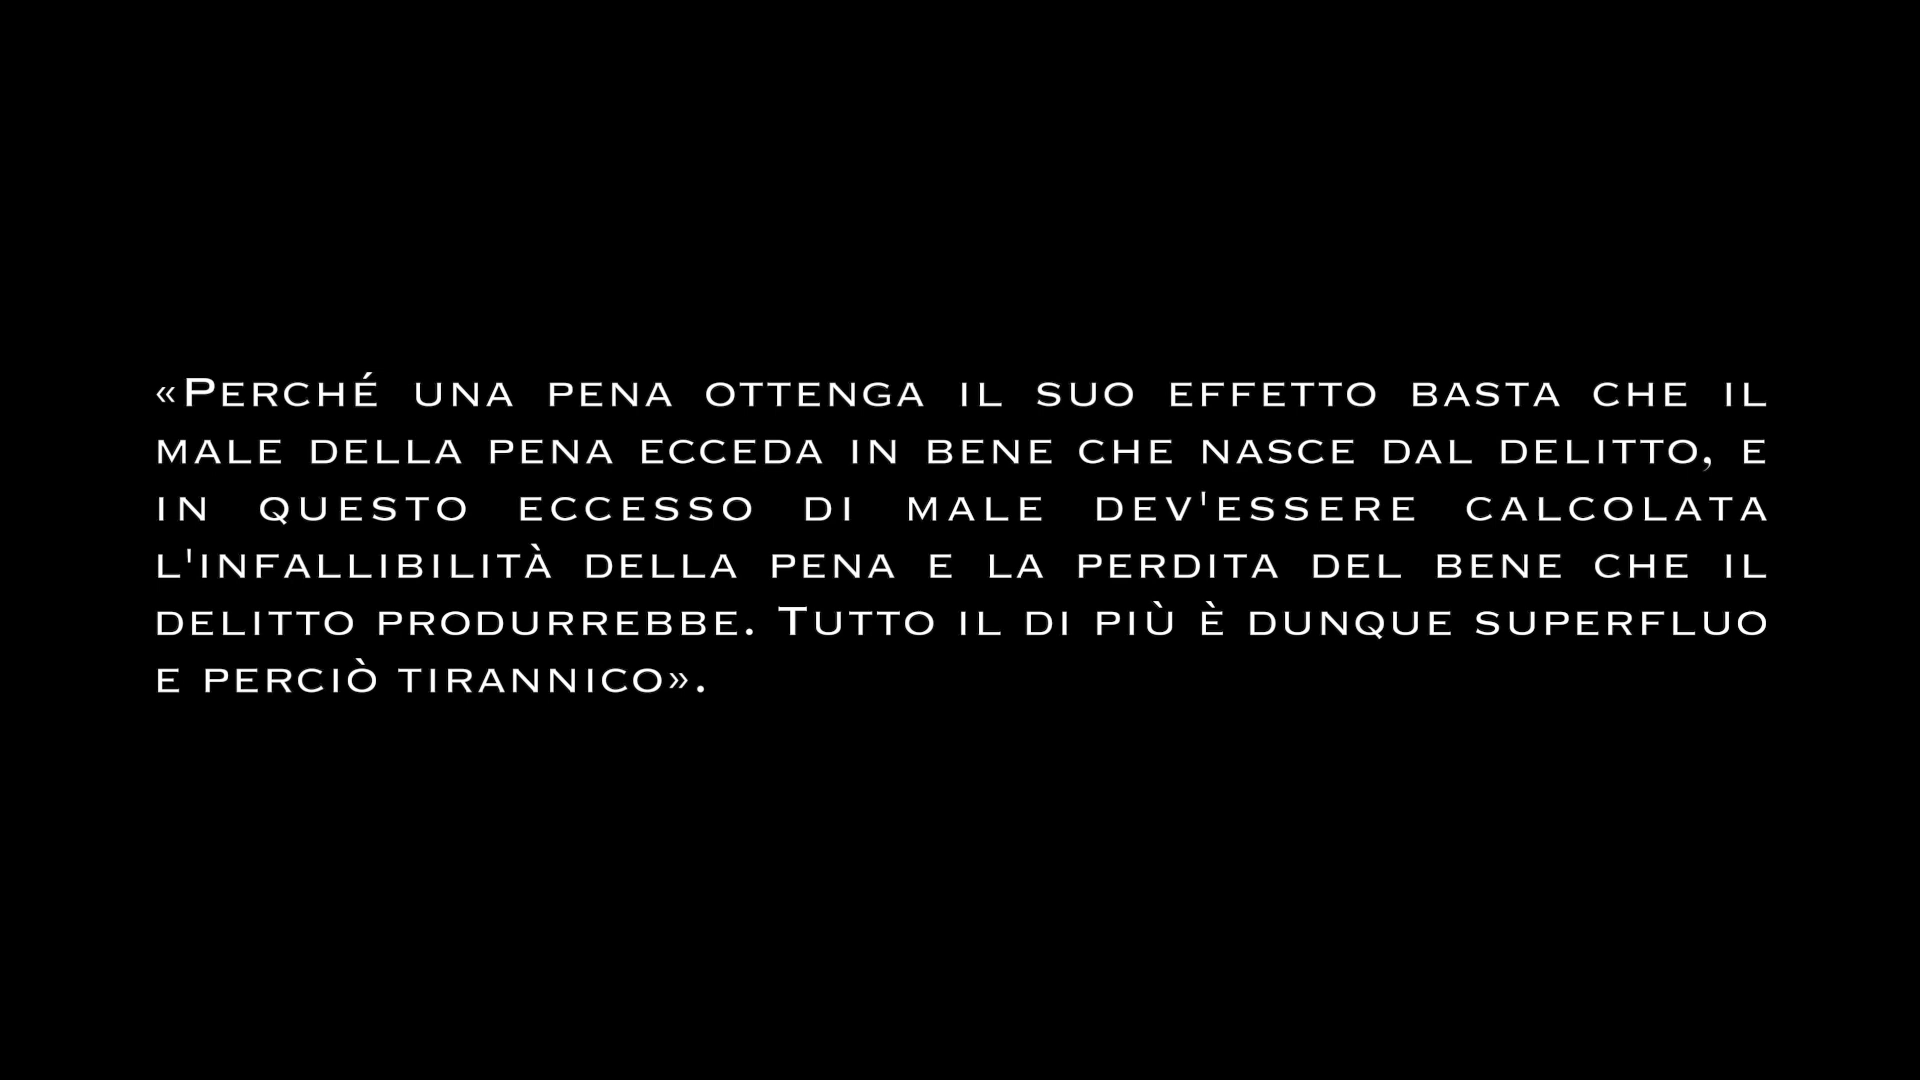 «Perché una pena ottenga il suo effetto basta che il
male della pena ecceda in bene che nasce dal delitto, e
in questo eccesso di male dev'essere calcolata
l'infallibilità della pena e la perdita del bene che il
delitto produrrebbe. Tutto il di più è dunque superfluo
e perciò tirannico».